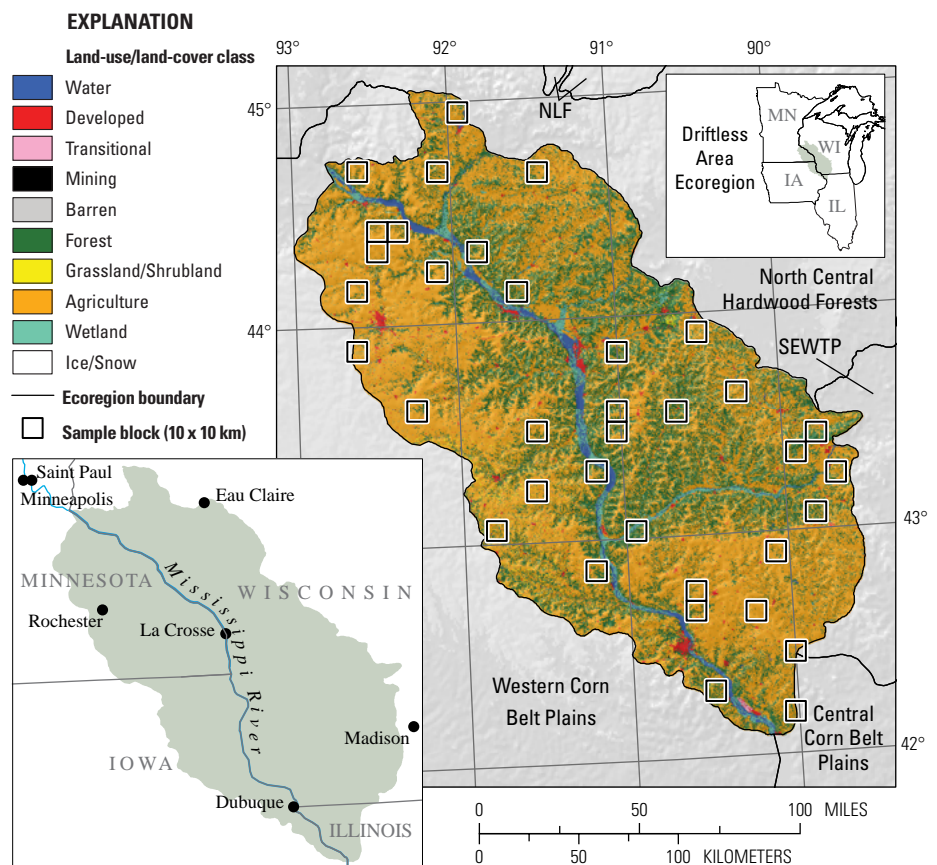 EXPLANATION
Land-use/land-cover class
Water
Developed
Transitional
Mining
Barren
Forest
Grassland/Shrubland
Agriculture
Wetland
Ice/Snow
Ecoregion boundary
Sample block (10 x 10 km)
93°
92°
91°
90°
45°
44°
43°
42°
NLF
Driftless
Area
Ecoregion
MN
WI
IA
IL
North Central
Hardwood Forests
SEWTP
Western Corn
Belt Plains
Central
Corn Belt
Plains
Saint Paul
Minneapolis
Eau Claire
MINNESOTA
WISCONSIN
Rochester
La Crosse
Mississippi River
Madison
IOWA
Dubuque
ILLINOIS
0 50 100 MILES
0 50 100 KILOMETERS